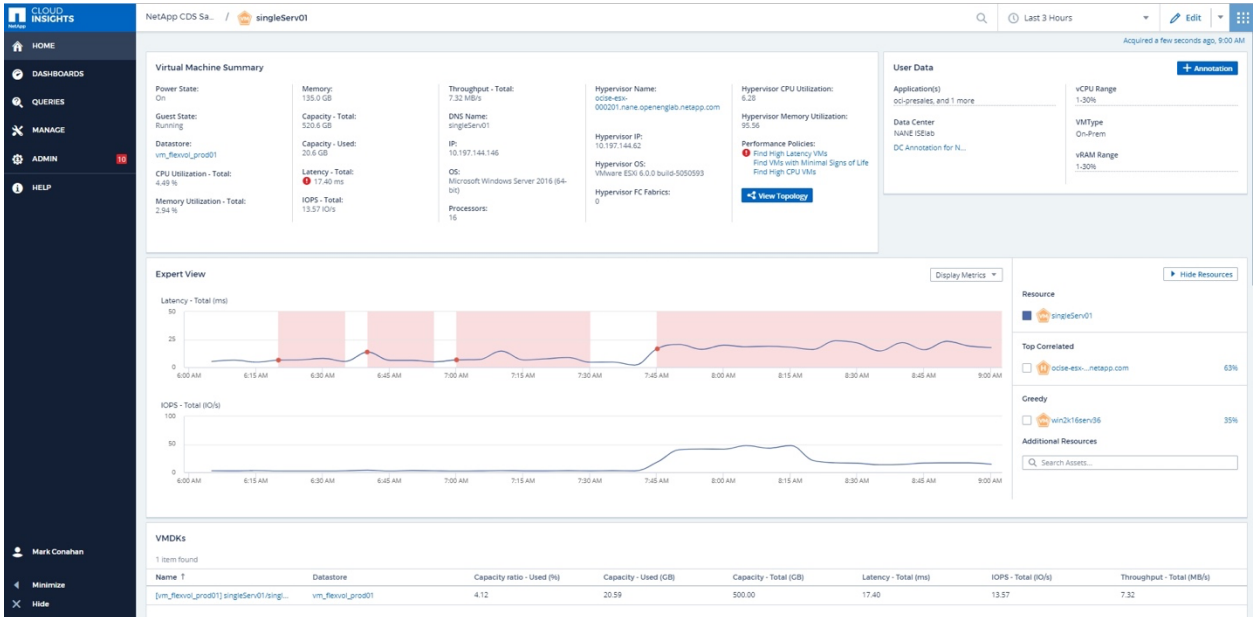 NetApp
CLOUD
INSIGHTS
NetApp CDS Sa... / singleServ01
Last 3 Hours
Edit
HOME
DASHBOARDS
QUERIES
MANAGE
ADMIN 10
HELP
Mark Conahan
Minimize
Hide
Acquired a few seconds ago, 9:00 AM
Virtual Machine Summary
Power State:
On
Guest State:
Running
Datastore:
vm_flexvol_prod01
CPU Utilization - Total:
4.49 %
Memory Utilization - Total:
2.94 %
Memory:
135.0 GB
Capacity - Total:
520.6 GB
Capacity - Used:
20.6 GB
Latency - Total:
17.40 ms
IOPS - Total:
13.57 IO/s
Throughput - Total:
7.32 MB/s
DNS Name:
singleServ01
IP:
10.197.144.146
OS:
Microsoft Windows Server 2016 (64-
bit)
Processors:
16
Hypervisor Name:
ocise-esx-
000201.nane.openenglab.netapp.com
Hypervisor IP:
10.197.144.62
Hypervisor OS:
VMware ESXi 6.0.0 build-5050593
Hypervisor FC Fabrics:
0
Hypervisor CPU Utilization:
6.28
Hypervisor Memory Utilization:
95.56
Performance Policies:
Find High Latency VMs
Find VMs with Minimal Signs of Life
Find High CPU VMs
View Topology
User Data
+ Annotation
Application(s)
oci-presales, and 1 more
Data Center
NANE ISElab
DC Annotation for N...
vCPU Range
1-30%
VMType
On-Prem
vRAM Range
1-30%
Expert View
Display Metrics
Latency - Total (ms)
50
25
0
6:00 AM 6:15 AM 6:30 AM 6:45 AM 7:00 AM 7:15 AM 7:30 AM 7:45 AM 8:00 AM 8:15 AM 8:30 AM 8:45 AM 9:00 AM
IOPS - Total (IO/s)
100
50
0
6:00 AM 6:15 AM 6:30 AM 6:45 AM 7:00 AM 7:15 AM 7:30 AM 7:45 AM 8:00 AM 8:15 AM 8:30 AM 8:45 AM 9:00 AM
Hide Resources
Resource
singleServ01
Top Correlated
ocise-esx-...netapp.com 63%
Greedy
win2k16serv36 35%
Additional Resources
Search Assets...
VMDKs
1 item found
Name ↑ Datastore Capacity ratio - Used (%) Capacity - Used (GB) Capacity - Total (GB) Latency - Total (ms) IOPS - Total (IO/s) Throughput - Total (MB/s)
[vm_flexvol_prod01] singleServ01/singl... vm_flexvol_prod01 4.12 20.59 500.00 17.40 13.57 7.32